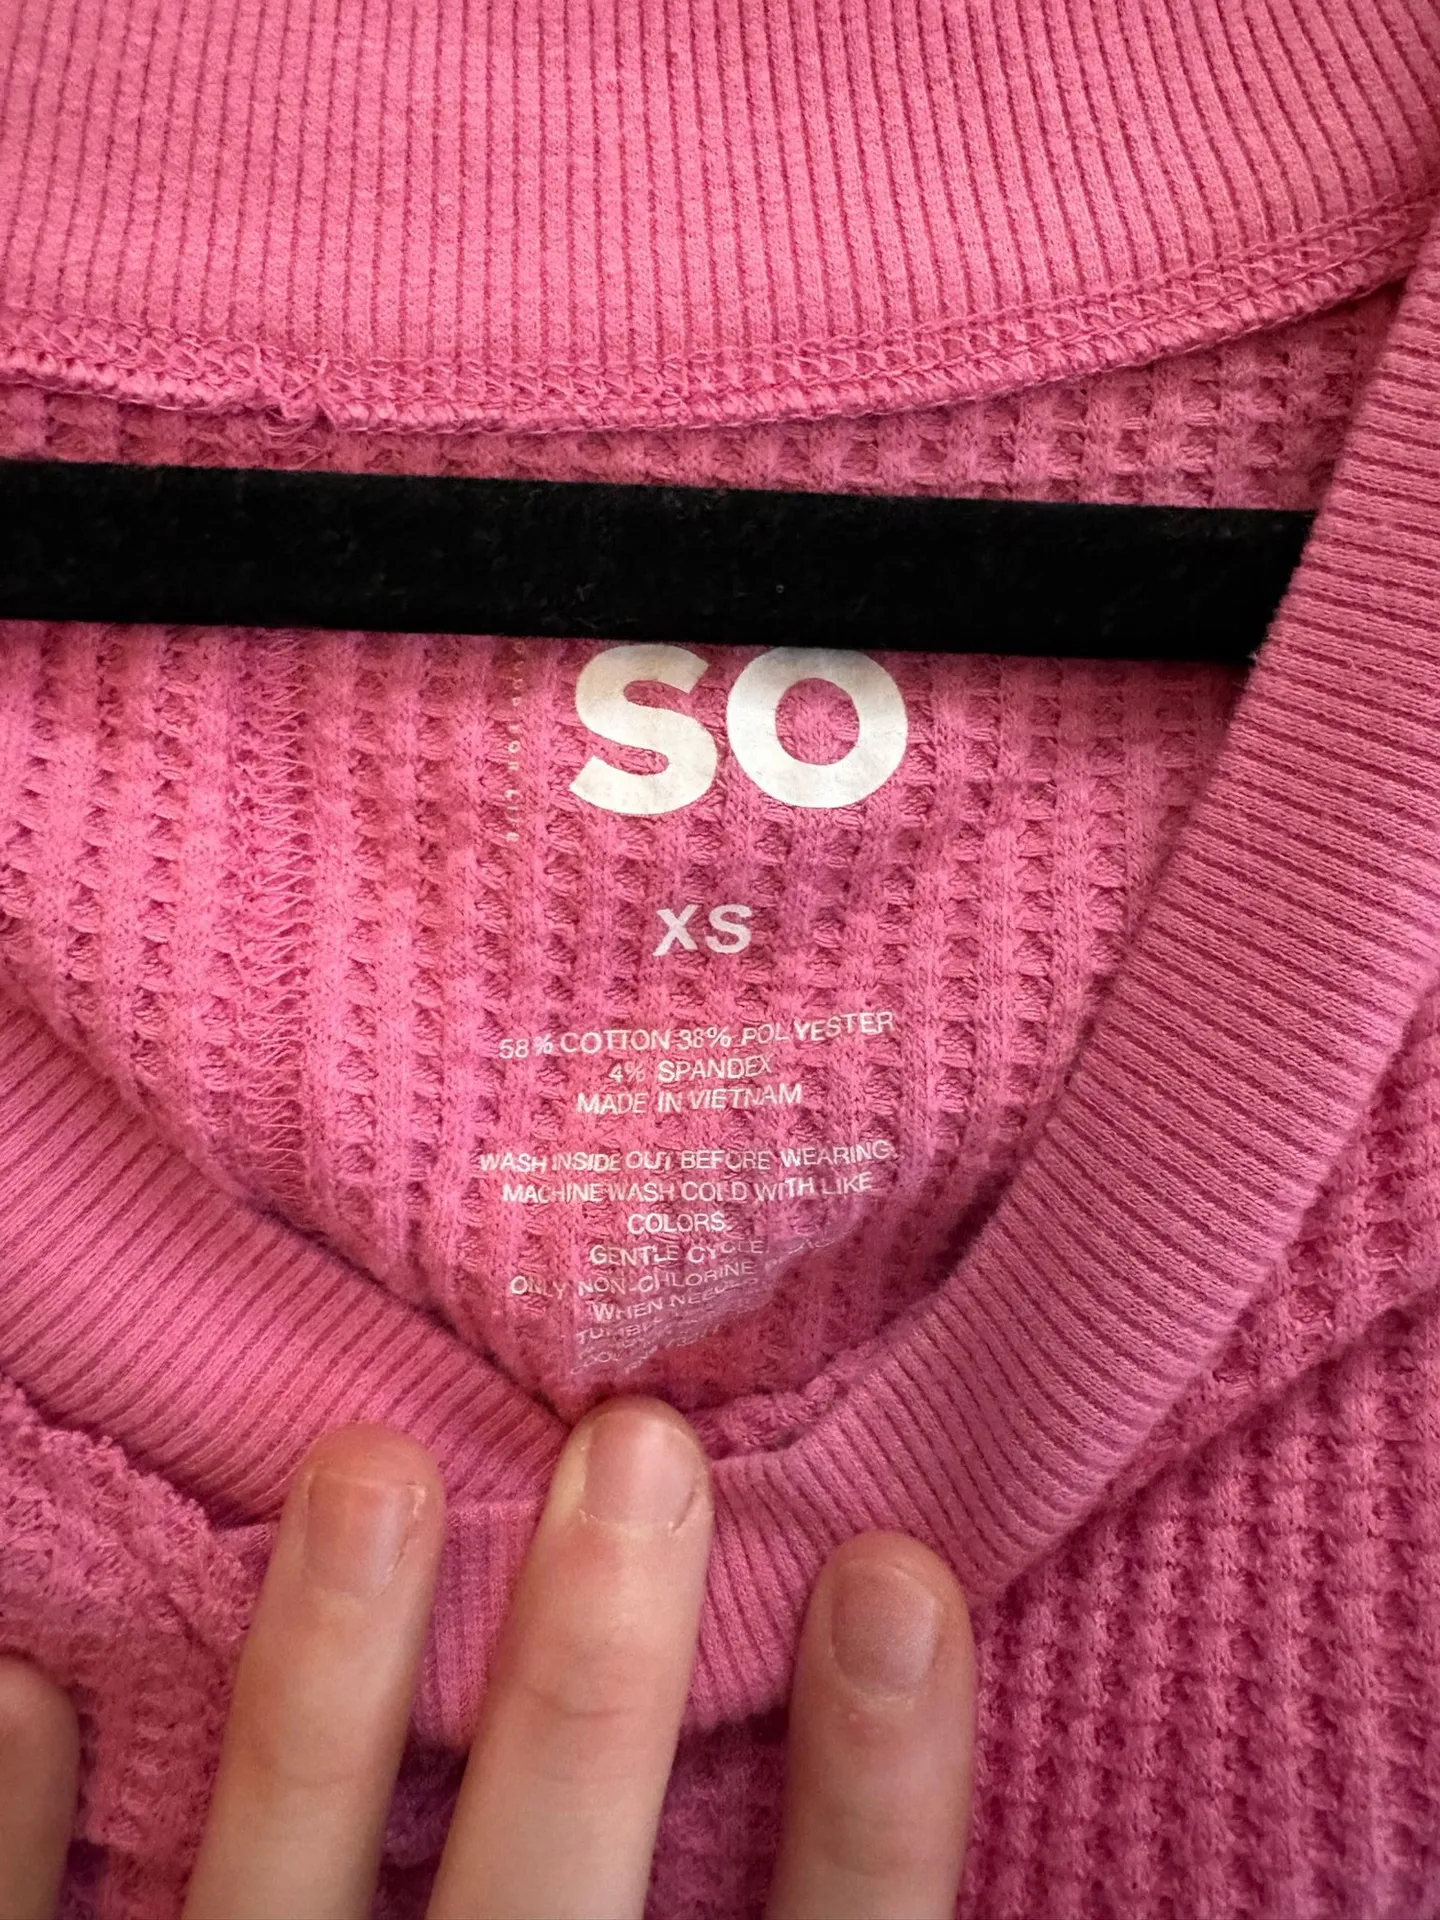 SO
XS
58% COTTON 38% POLYESTER
4% SPANDEX
MADE IN VIETNAM
WASH INSIDE OUT BEFORE WEARING.
MACHINE WASH COLD WITH LIKE
COLORS.
GENTLE CYCLE.
ONLY NON-CHLORINE
WHEN NEEDED